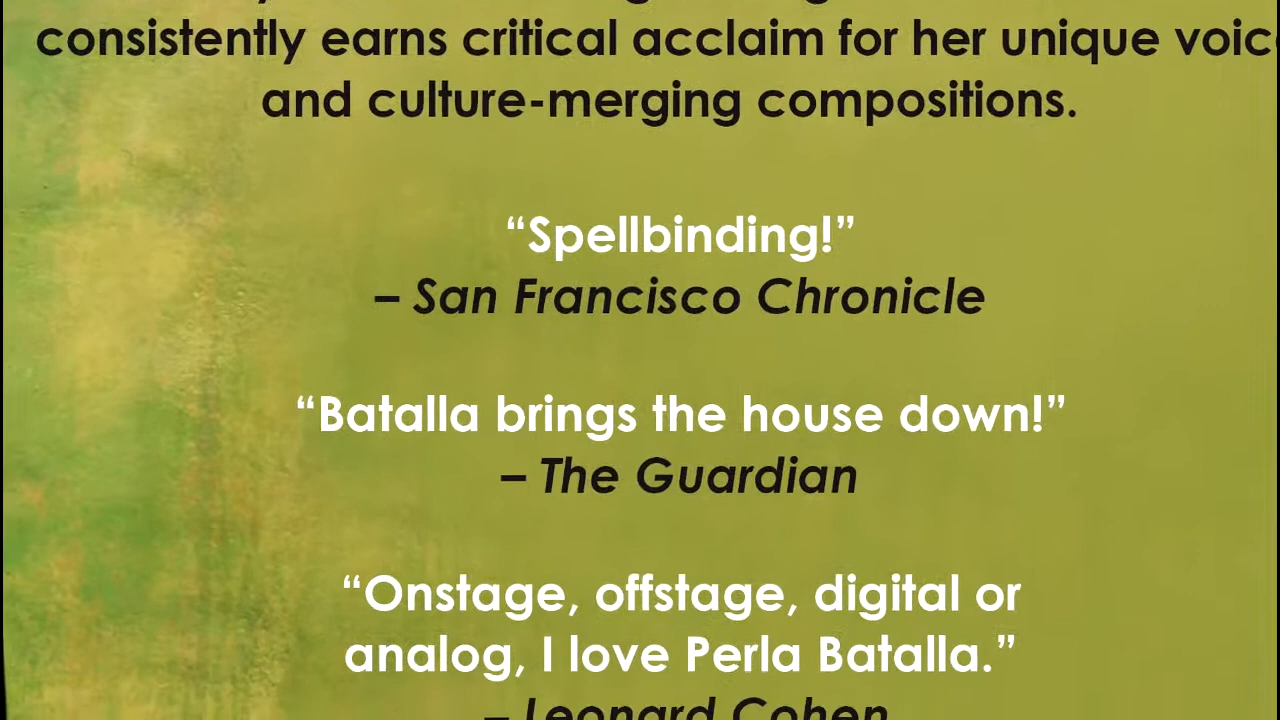 consistently earns critical acclaim for her unique voic
and culture-merging compositions.
“Spellbinding!”
– San Francisco Chronicle
“Batalla brings the house down!”
– The Guardian
“Onstage, offstage, digital or
analog, I love Perla Batalla.”
– Leonard Cohen